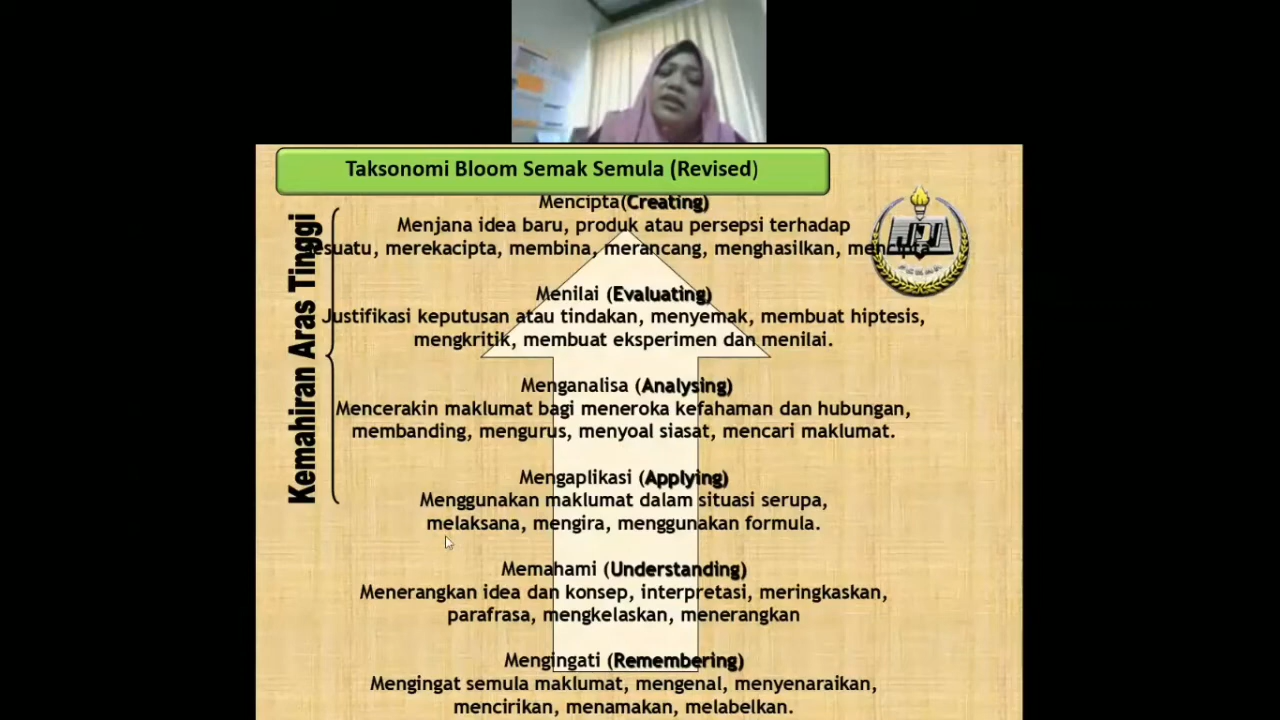 Taksonomi Bloom Semak Semula (Revised)
Kemahiran Aras Tinggi
Mencipta(Creating)
Menjana idea baru, produk atau persepsi terhadap
sesuatu, merekacipta, membina, merancang, menghasilkan, mencipta
Menilai (Evaluating)
Justifikasi keputusan atau tindakan, menyemak, membuat hiptesis,
mengkritik, membuat eksperimen dan menilai.
Menganalisa (Analysing)
Mencerakin maklumat bagi meneroka kefahaman dan hubungan,
membanding, mengurus, menyoal siasat, mencari maklumat.
Mengaplikasi (Applying)
Menggunakan maklumat dalam situasi serupa,
melaksana, mengira, menggunakan formula.
Memahami (Understanding)
Menerangkan idea dan konsep, interpretasi, meringkaskan,
parafrasa, mengkelaskan, menerangkan
Mengingati (Remembering)
Mengingat semula maklumat, mengenal, menyenaraikan,
mencirikan, menamakan, melabelkan.